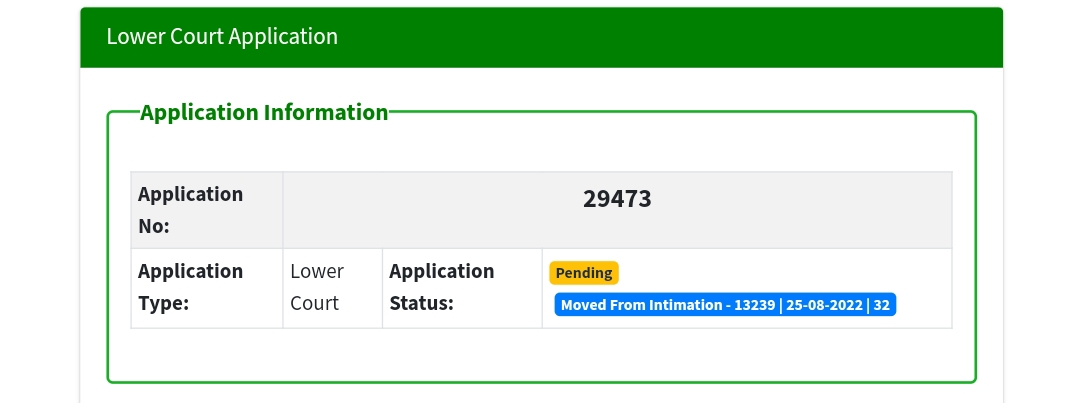 Lower Court Application
Application Information
Application
No:
29473
Application
Type:
Lower
Court
Application
Status:
Pending
Moved From Intimation - 13239 | 25-08-2022 | 32